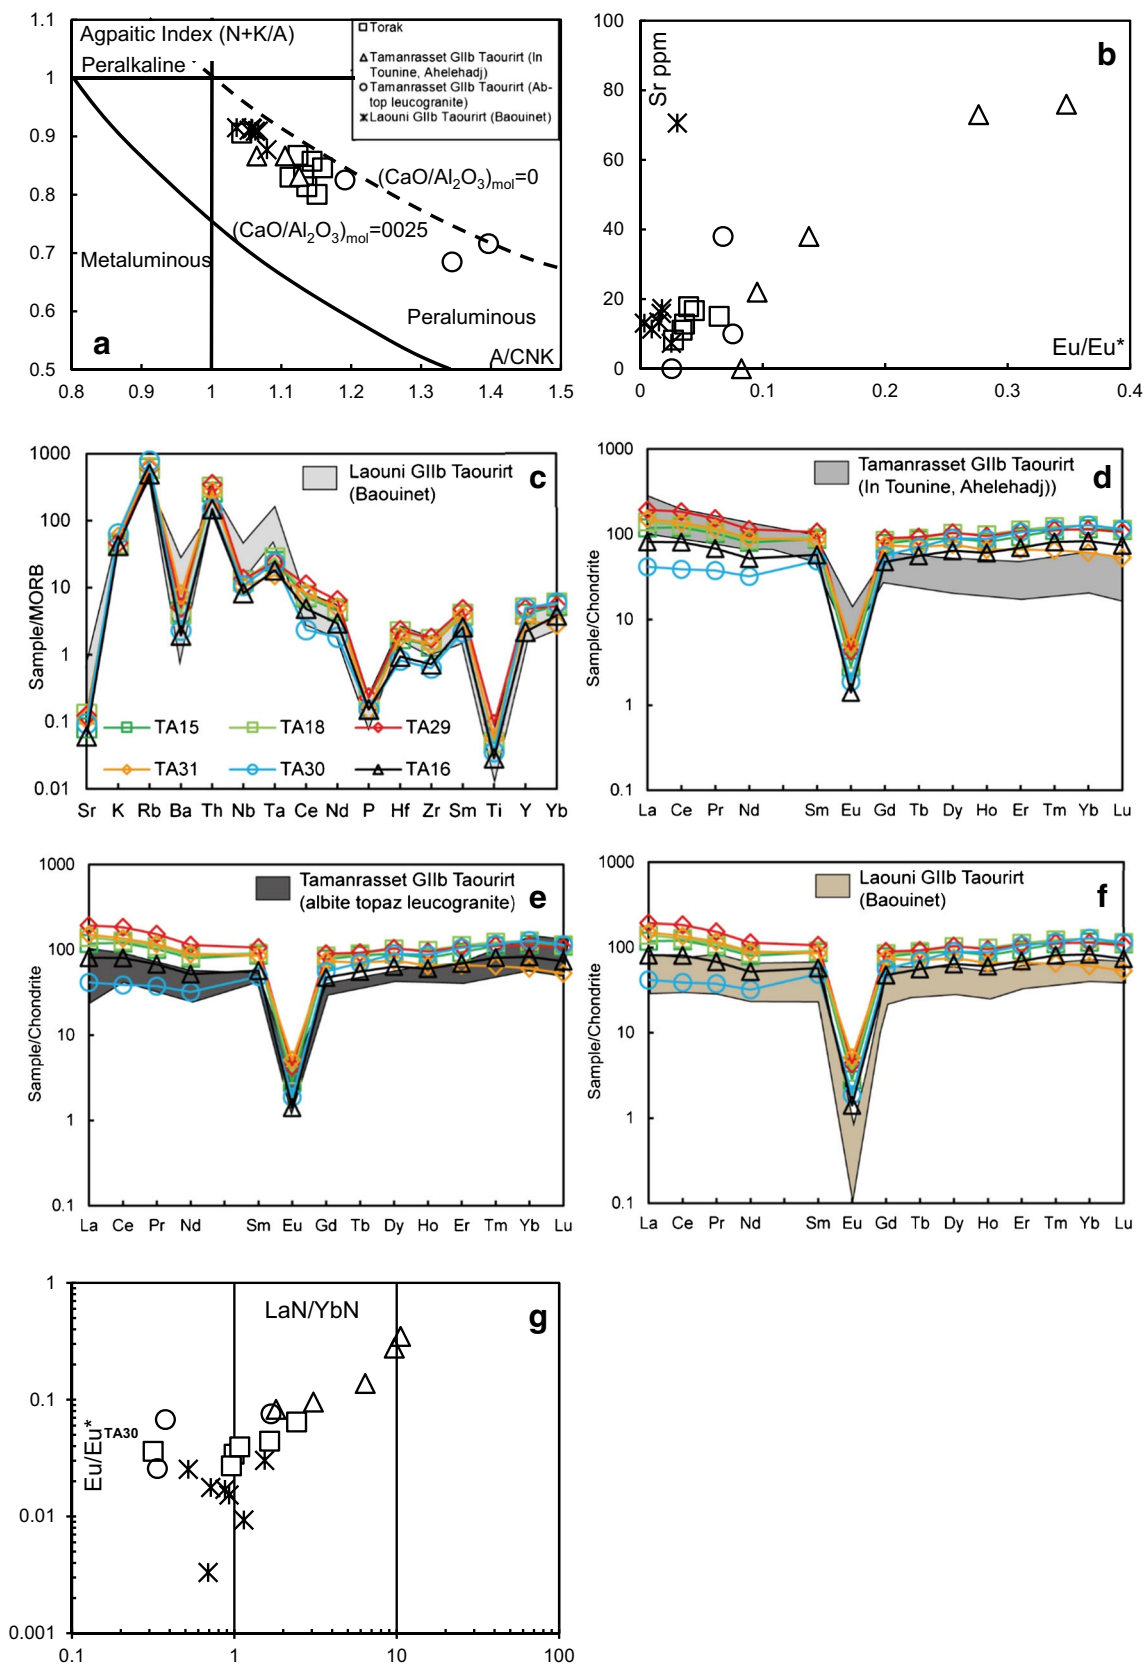 1.1
1
0.9
0.8
0.7
0.6
0.5
Agpaitic Index (N+K/A)
Peralkaline
Torak
Tamanrasset GIIb Taourirt (In
Tounine, Ahelehadj)
Tamanrasset GIIb Taourirt (Ab-
top leucogranite)
Laouni GIIb Taourirt (Baouinet)
(CaO/Al2O3)mol=0
(CaO/Al2O3)mol=0025
Metaluminous
Peraluminous
a
A/CNK
0.8 0.9 1 1.1 1.2 1.3 1.4 1.5
100
80
60
40
20
0
Sr ppm
b
Eu/Eu*
0 0.1 0.2 0.3 0.4
1000
100
10
1
0.1
0.01
Sample/MORB
Laouni GIIb Taourirt
(Baouinet)
c
TA15 TA18 TA29
TA31 TA30 TA16
Sr K Rb Ba Th Nb Ta Ce Nd P Hf Zr Sm Ti Y Yb
1000
100
10
1
0.1
Sample/Chondrite
Tamanrasset GIIb Taourirt
(In Tounine, Ahelehadj))
d
La Ce Pr Nd Sm Eu Gd Tb Dy Ho Er Tm Yb Lu
1000
100
10
1
0.1
Sample/Chondrite
Tamanrasset GIIb Taourirt
(albite topaz leucogranite)
e
La Ce Pr Nd Sm Eu Gd Tb Dy Ho Er Tm Yb Lu
1000
100
10
1
0.1
Sample/Chondrite
Laouni GIIb Taourirt
(Baouinet)
f
La Ce Pr Nd Sm Eu Gd Tb Dy Ho Er Tm Yb Lu
1
0.1
0.01
0.001
Eu/Eu*
LaN/YbN
g
TA30
0.1 1 10 100